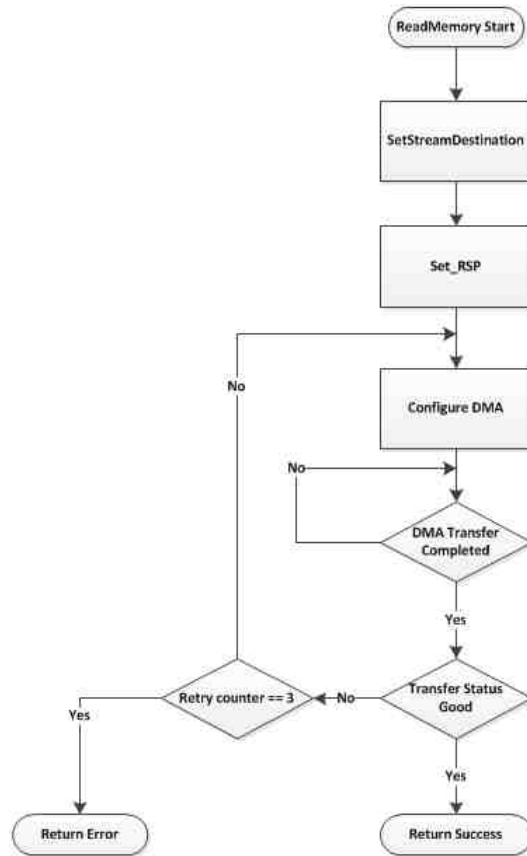 ReadMemory Start
SetStreamDestination
Set_RSP
No
Configure DMA
No
DMA Transfer
Completed
Yes
Transfer Status
Good
No
Retry counter == 3
Yes
Yes
Return Error
Return Success